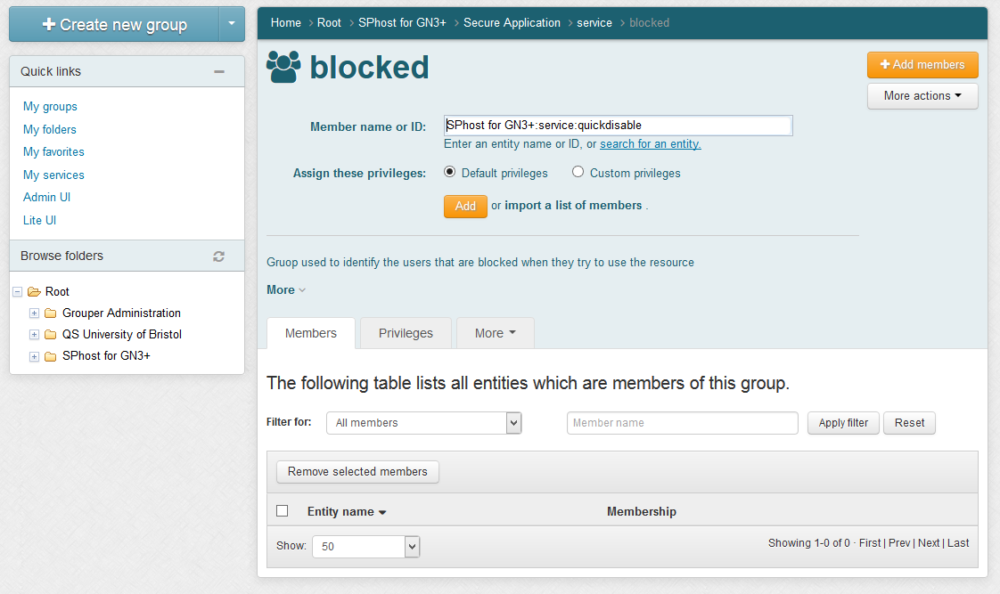 Create new group
Quick links
My groups
My folders
My favorites
My services
Admin UI
Lite UI
Browse folders
Root
Grouper Administration
QS University of Bristol
SPhost for GN3+
Home > Root > SPhost for GN3+ > Secure Application > service > blocked
blocked
Add members
More actions
Member name or ID: SPhost for GN3+:service:quickdisable
Enter an entity name or ID, or search for an entity.
Assign these privileges: Default privileges Custom privileges
Add or import a list of members .
Gruop used to identify the users that are blocked when they try to use the resource
More
Members Privileges More
The following table lists all entities which are members of this group.
Filter for: All members Member name Apply filter Reset
Remove selected members
Entity name Membership
Show: 50 Showing 1-0 of 0 · First | Prev | Next | Last